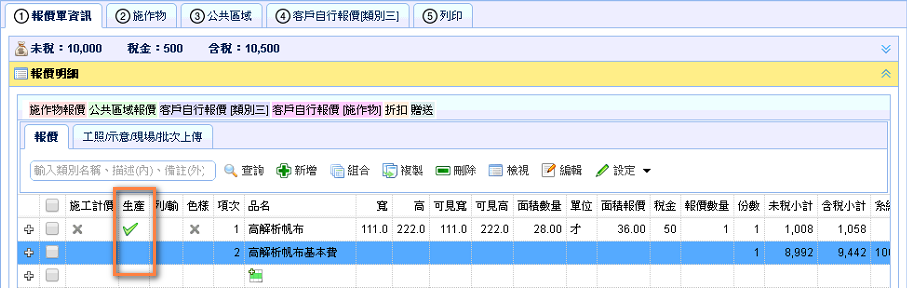 ① 報價單資訊 ② 施作物 ③ 公共區域 ④ 客戶自行報價[類別三] ⑤ 列印
未稅：10,000 稅金：500 含稅：10,500
報價明細
施作物報價 公共區域報價 客戶自行報價 [類別三] 客戶自行報價 [施作物] 折扣 贈送
報價 工照/示意/現場/批次上傳
輸入類別名稱、描述(內)、備註(外) 查詢 新增 組合 複製 刪除 檢視 編輯 設定
施工計價 生產 列/輸 色樣 項次 品名 寬 高 可見寬 可見高 面積數量 單位 面積報價 稅金 報價數量 份數 未稅小計 含稅小計
1 高解析帆布 111.0 222.0 111.0 222.0 28.00 才 36.00 50 1 1 1,008 1,058
2 高解析帆布基本費 1 8,992 9,442